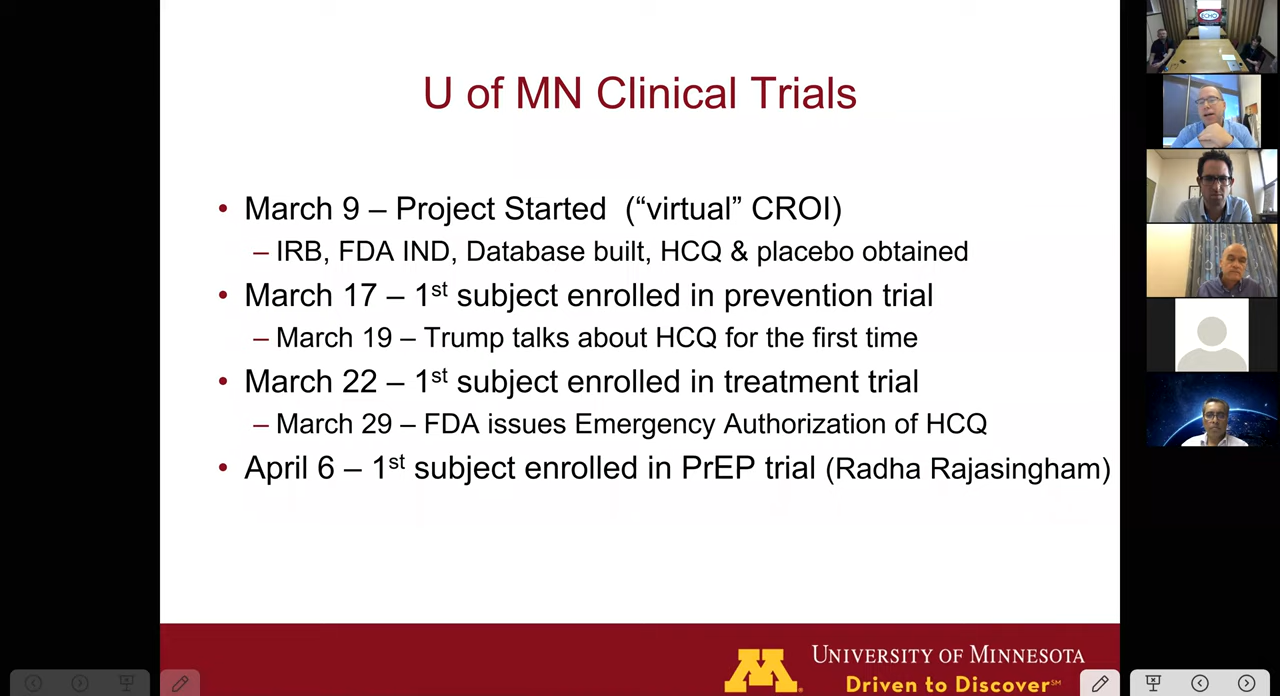 U of MN Clinical Trials
• March 9 – Project Started (“virtual” CROI)
– IRB, FDA IND, Database built, HCQ & placebo obtained
• March 17 – 1st subject enrolled in prevention trial
– March 19 – Trump talks about HCQ for the first time
• March 22 – 1st subject enrolled in treatment trial
– March 29 – FDA issues Emergency Authorization of HCQ
• April 6 – 1st subject enrolled in PrEP trial (Radha Rajasingham)
M
UNIVERSITY OF MINNESOTA
Driven to Discover℠
ECHO